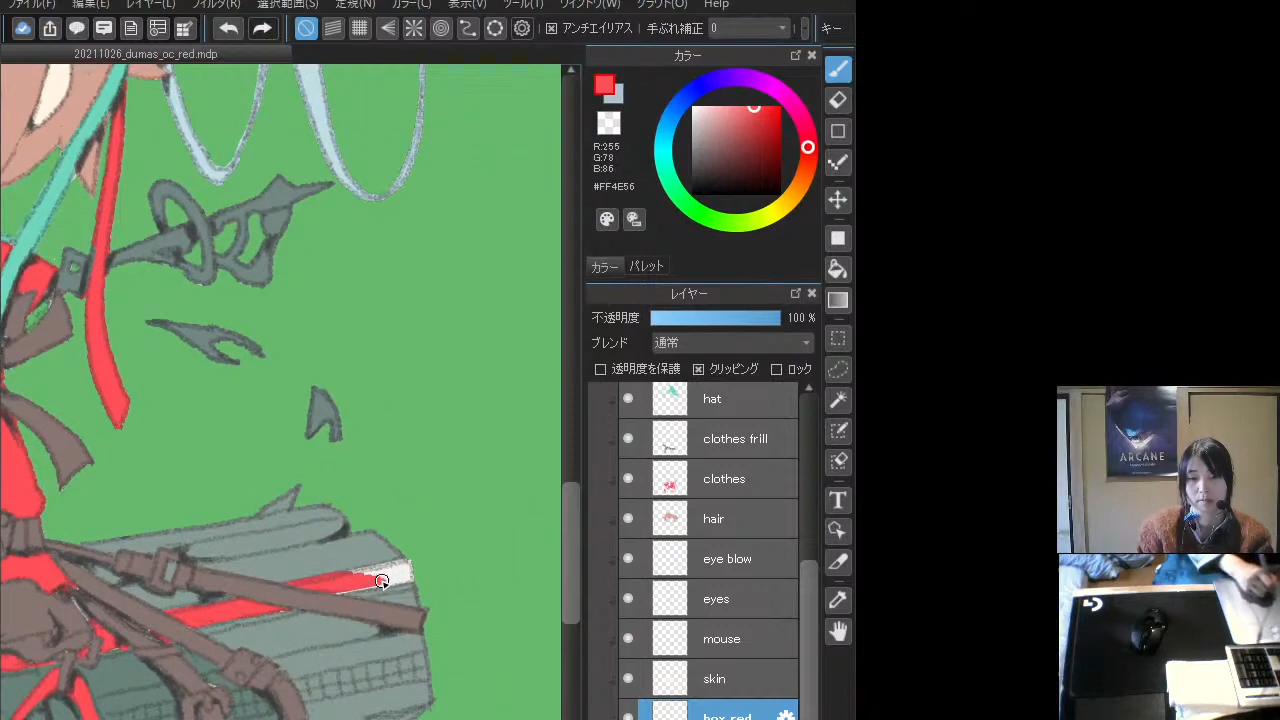 ファイル(F) 編集(E) レイヤー(L) フィルタ(R) 選択範囲(S) 定規(N) カラー(C) 表示(V) ツール(T) ウィンドウ(W) クラウド(O) Help
アンチエイリアス 手ぶれ補正 0 キー
20211026_dumas_oc_red.mdp
カラー
R:255
G:78
B:86
#FF4E56
カラー パレット
レイヤー
不透明度 100 %
ブレンド 通常
透明度を保護 クリッピング ロック
hat
clothes frill
clothes
hair
eye blow
eyes
mouse
skin
box red
ARCANE